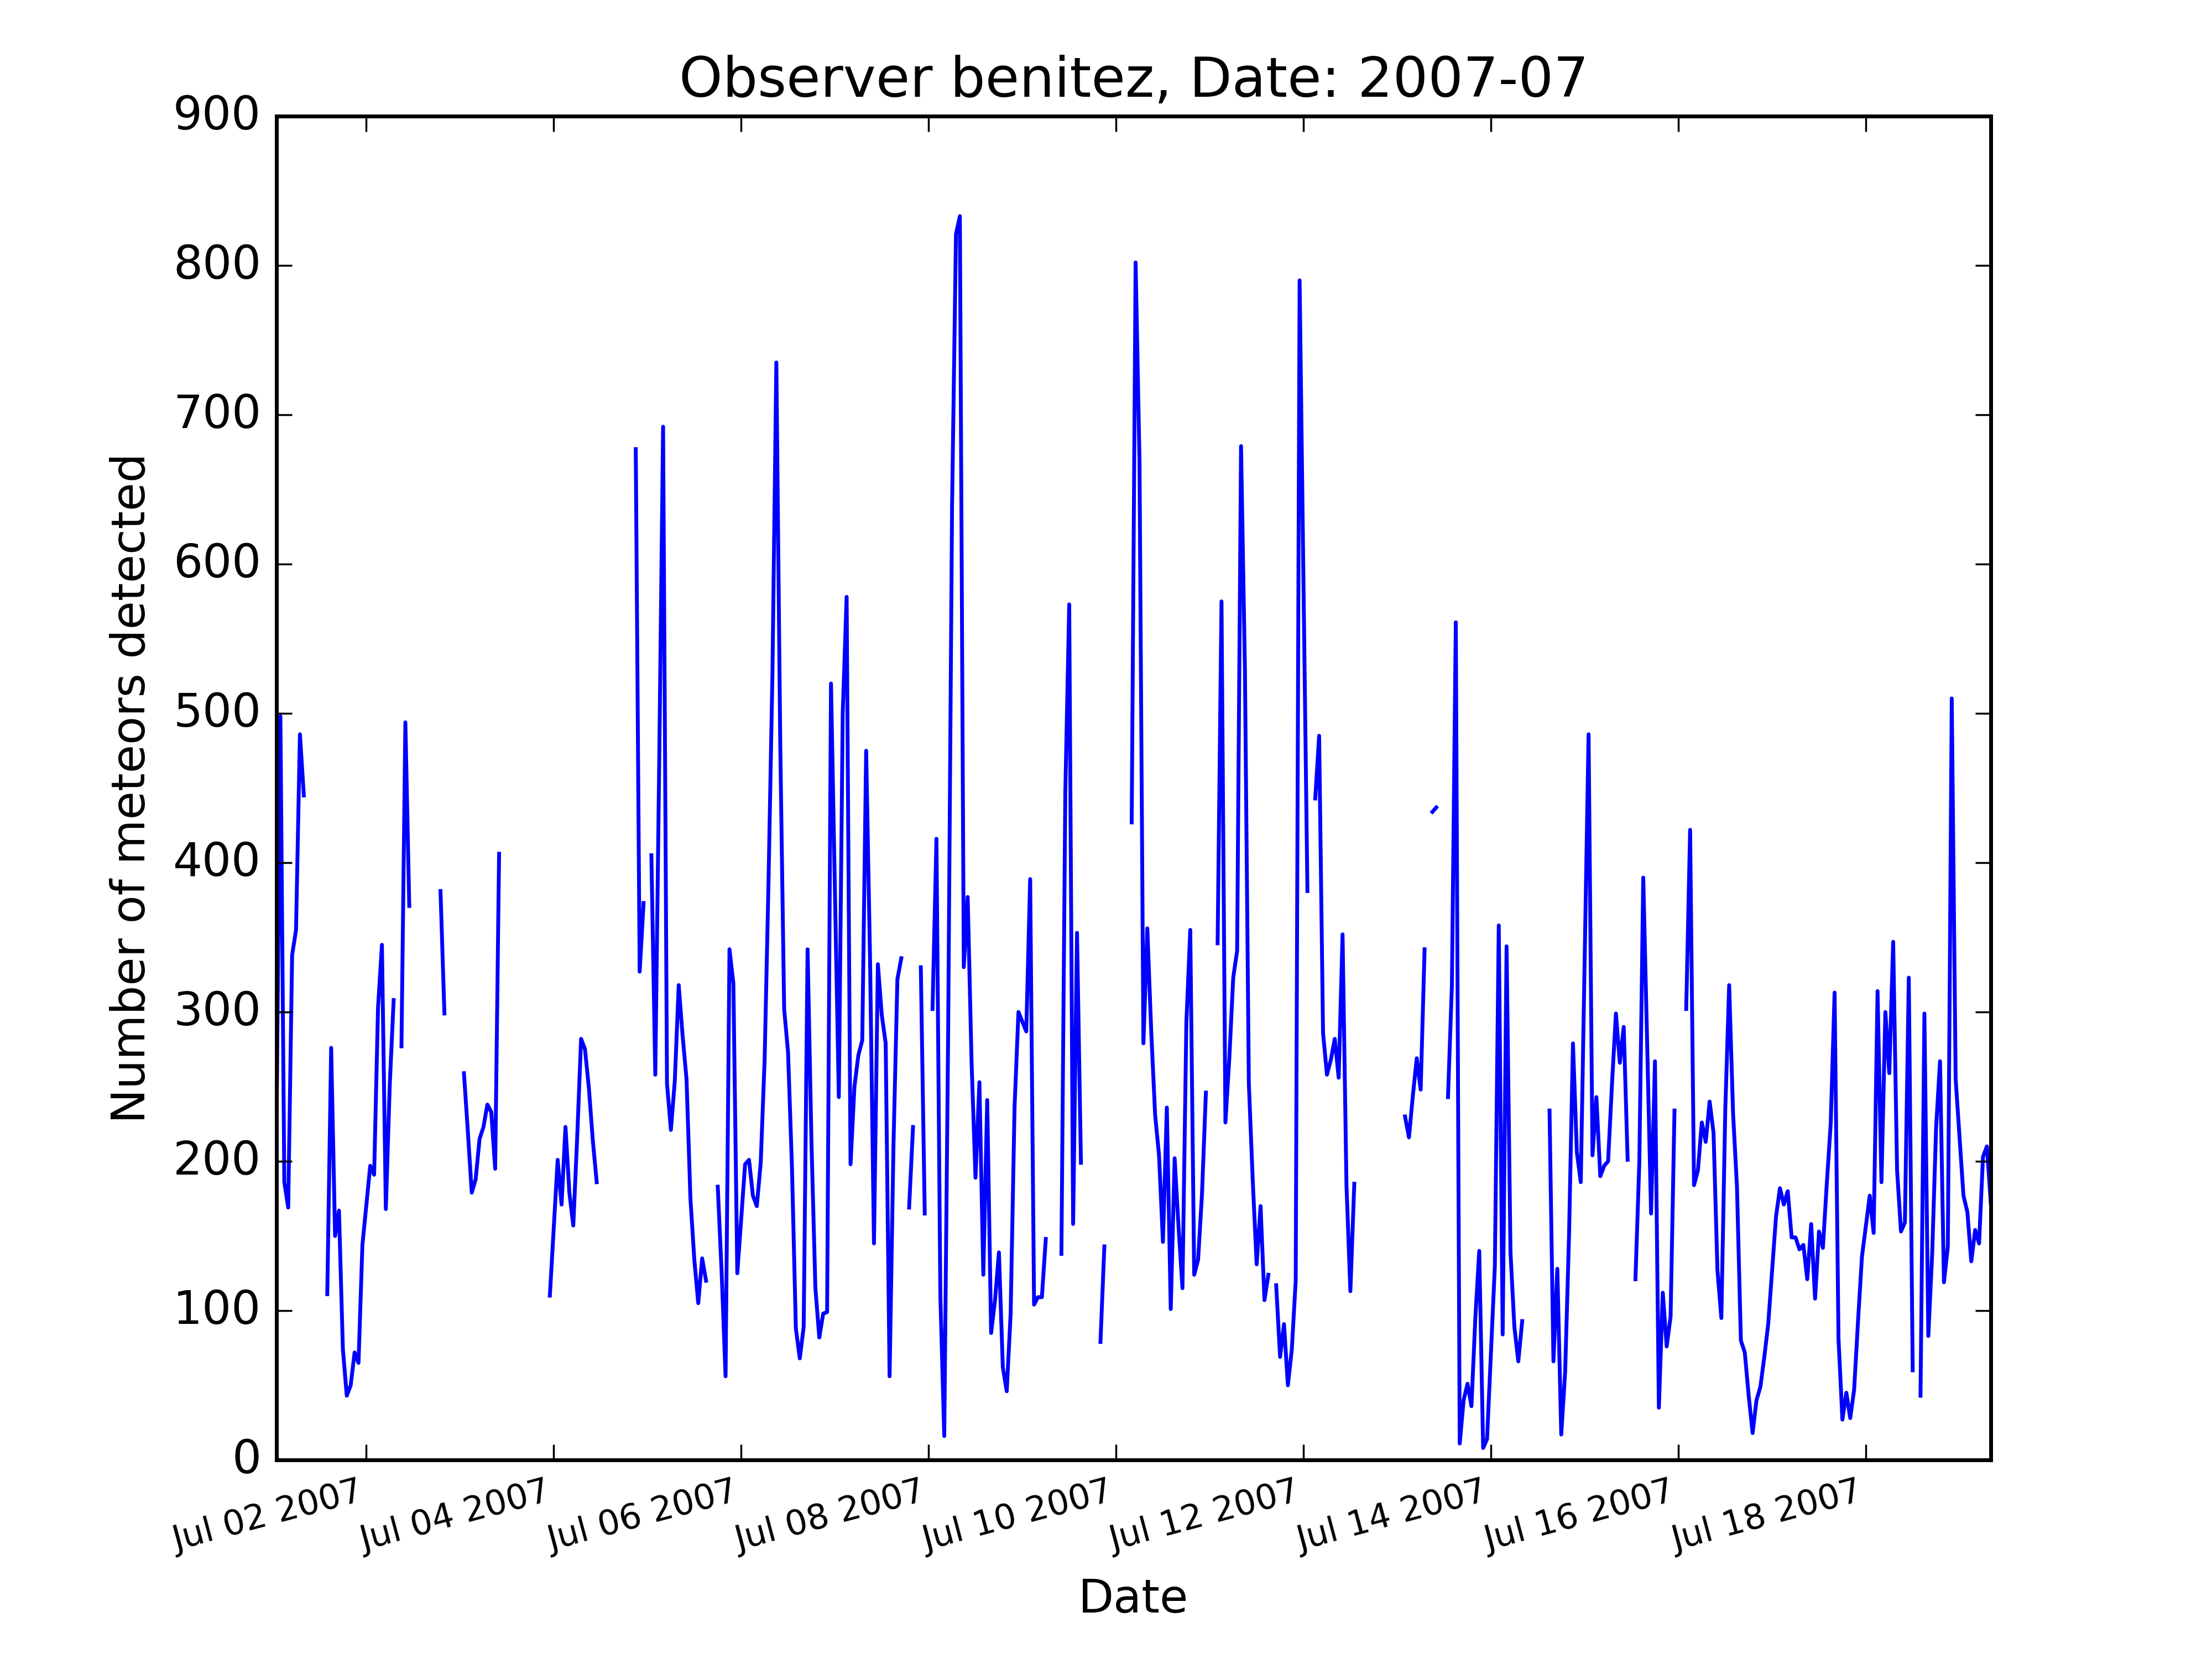 Observer benitez, Date: 2007-07
900
800
700
600
500
400
300
200
100
0
Number of meteors detected
Jul 02 2007
Jul 04 2007
Jul 06 2007
Jul 08 2007
Jul 10 2007
Jul 12 2007
Jul 14 2007
Jul 16 2007
Jul 18 2007
Date